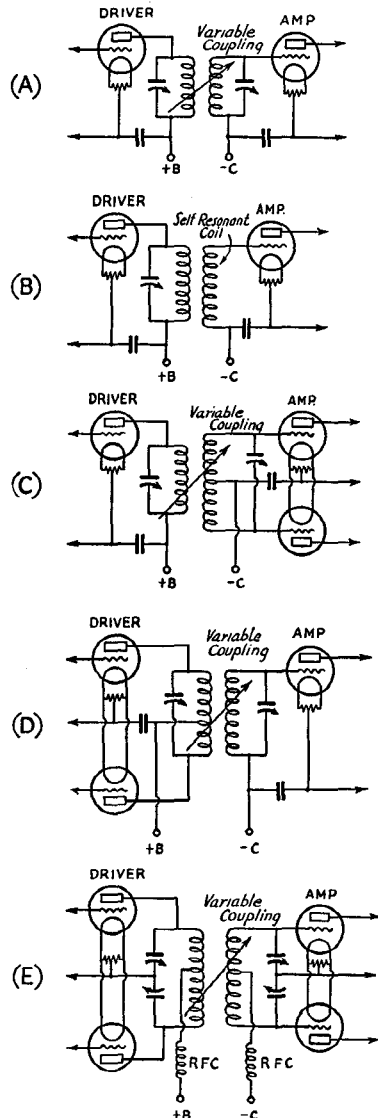 DRIVER
Variable
Coupling
AMP
(A)
+B
-C
DRIVER
Self Resonant
Coil
AMP.
(B)
+B
-C
DRIVER
Variable
Coupling
AMP.
(C)
+B
-C
DRIVER
Variable
Coupling
AMP
(D)
+B
-C
DRIVER
Variable
Coupling
AMP
(E)
RFC
RFC
+B
-C